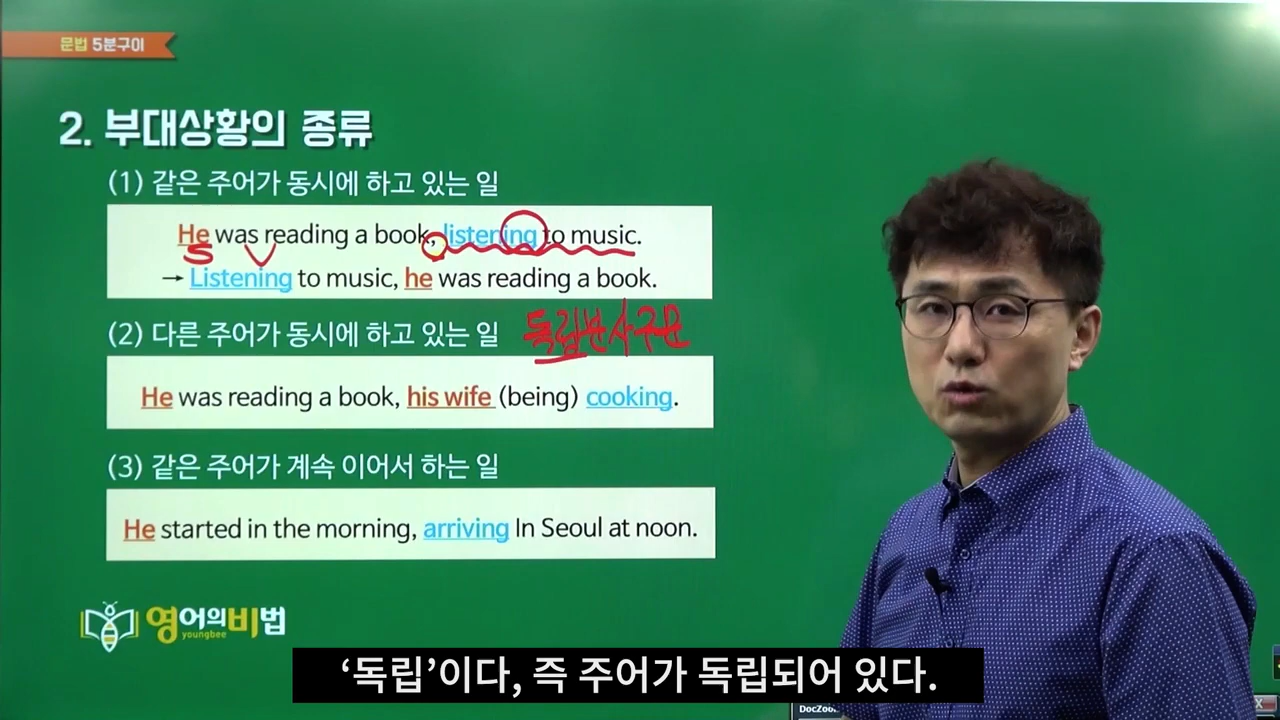 문법 5분구이
2. 부대상황의 종류
(1) 같은 주어가 동시에 하고 있는 일
He was reading a book, listening to music.
S V
→ Listening to music, he was reading a book.
(2) 다른 주어가 동시에 하고 있는 일 독립분사구문
He was reading a book, his wife (being) cooking.
(3) 같은 주어가 계속 이어서 하는 일
He started in the morning, arriving In Seoul at noon.
영어의비법
youngbee
‘독립’이다, 즉 주어가 독립되어 있다.